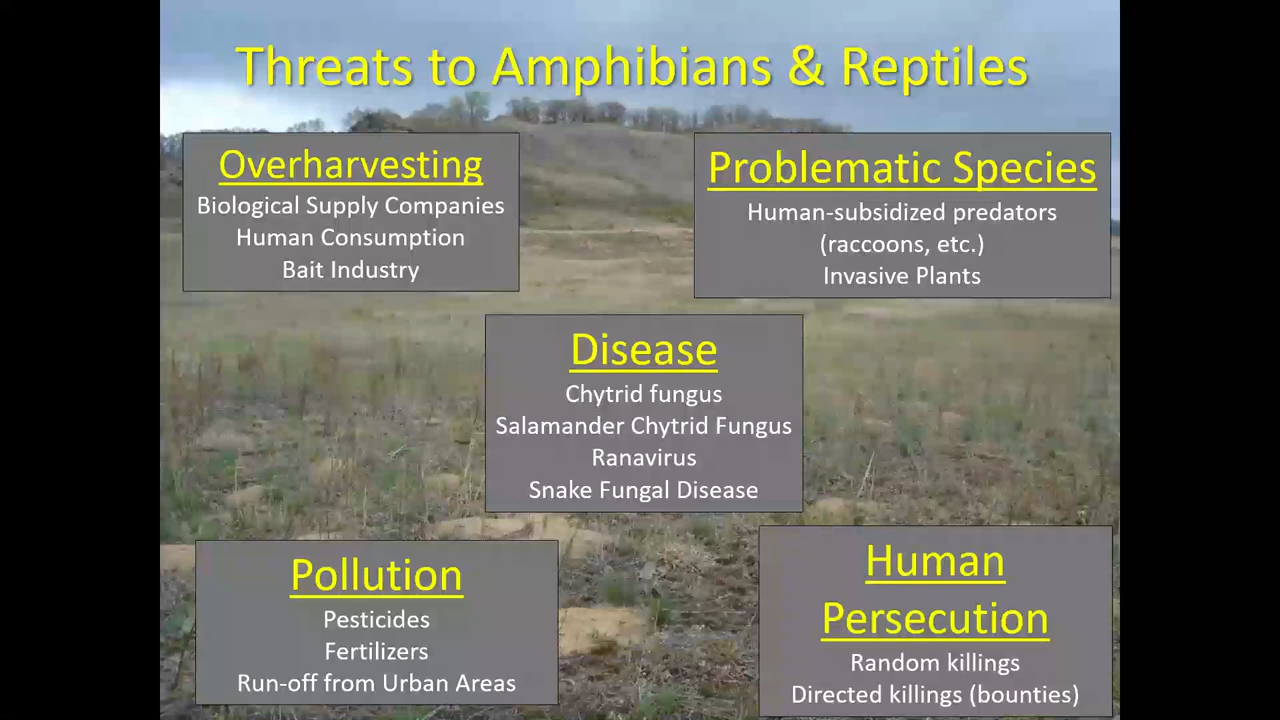 Threats to Amphibians & Reptiles
Overharvesting
Biological Supply Companies
Human Consumption
Bait Industry
Problematic Species
Human-subsidized predators
(raccoons, etc.)
Invasive Plants
Disease
Chytrid fungus
Salamander Chytrid Fungus
Ranavirus
Snake Fungal Disease
Pollution
Pesticides
Fertilizers
Run-off from Urban Areas
Human
Persecution
Random killings
Directed killings (bounties)